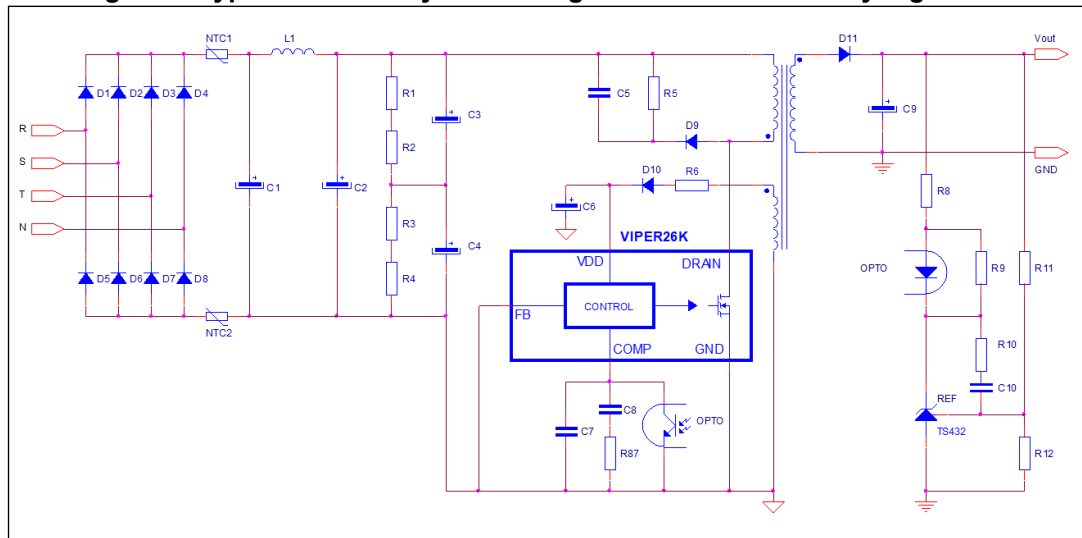 NTC1
L1
D11
Vout
D1
D2
D3
D4
R1
C5
R5
C3
C9
R
D9
R2
S
GND
D10
R6
T
C1
C2
R8
C6
R3
N
VIPER26K
C4
VDD
DRAIN
OPTO
R9
R11
D5
D6
D7
D8
R4
CONTROL
FB
NTC2
COMP
GND
R10
C10
C8
REF
C7
OPTO
TS432
R87
R12